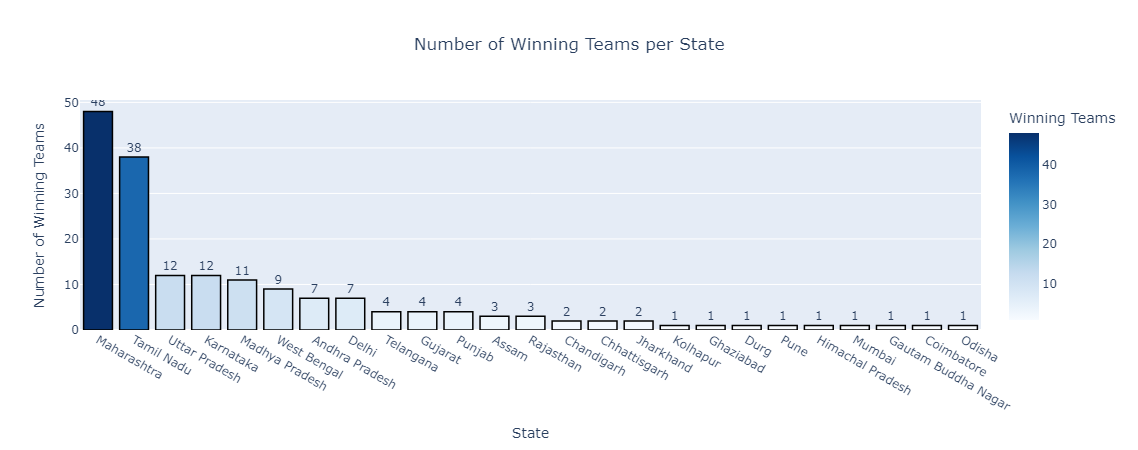 Number of Winning Teams per State
Number of Winning Teams
50
40
30
20
10
0
48
38
12
12
11
9
7
7
4
4
4
3
3
2
2
2
1
1
1
1
1
1
1
1
1
Maharashtra
Tamil Nadu
Uttar Pradesh
Karnataka
Madhya Pradesh
West Bengal
Andhra Pradesh
Delhi
Telangana
Gujarat
Punjab
Assam
Rajasthan
Chandigarh
Chhattisgarh
Jharkhand
Kolhapur
Ghaziabad
Durg
Pune
Himachal Pradesh
Mumbai
Gautam Buddha Nagar
Coimbatore
Odisha
State
Winning Teams
40
30
20
10